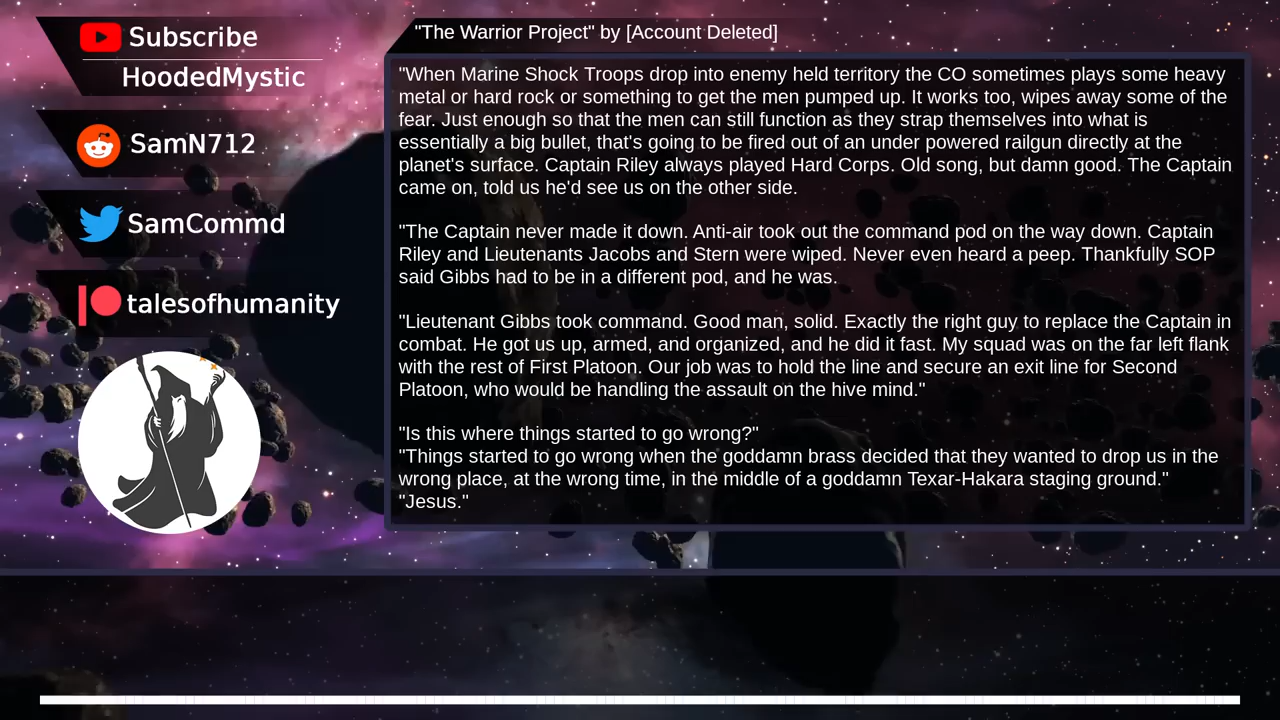 Subscribe
HoodedMystic
SamN712
SamCommd
talesofhumanity
"The Warrior Project" by [Account Deleted]
"When Marine Shock Troops drop into enemy held territory the CO sometimes plays some heavy
metal or hard rock or something to get the men pumped up. It works too, wipes away some of the
fear. Just enough so that the men can still function as they strap themselves into what is
essentially a big bullet, that's going to be fired out of an under powered railgun directly at the
planet's surface. Captain Riley always played Hard Corps. Old song, but damn good. The Captain
came on, told us he'd see us on the other side.
"The Captain never made it down. Anti-air took out the command pod on the way down. Captain
Riley and Lieutenants Jacobs and Stern were wiped. Never even heard a peep. Thankfully SOP
said Gibbs had to be in a different pod, and he was.
"Lieutenant Gibbs took command. Good man, solid. Exactly the right guy to replace the Captain in
combat. He got us up, armed, and organized, and he did it fast. My squad was on the far left flank
with the rest of First Platoon. Our job was to hold the line and secure an exit line for Second
Platoon, who would be handling the assault on the hive mind."
"Is this where things started to go wrong?"
"Things started to go wrong when the goddamn brass decided that they wanted to drop us in the
wrong place, at the wrong time, in the middle of a goddamn Texar-Hakara staging ground."
"Jesus."